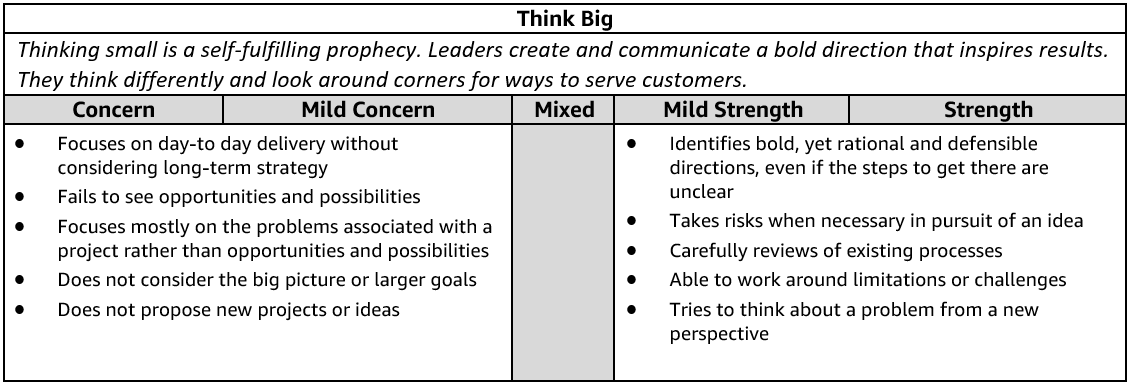 Think Big
Thinking small is a self-fulfilling prophecy. Leaders create and communicate a bold direction that inspires results.
They think differently and look around corners for ways to serve customers.
Concern Mild Concern Mixed Mild Strength Strength
● Focuses on day-to day delivery without
considering long-term strategy
● Fails to see opportunities and possibilities
● Focuses mostly on the problems associated with a
project rather than opportunities and possibilities
● Does not consider the big picture or larger goals
● Does not propose new projects or ideas
● Identifies bold, yet rational and defensible
directions, even if the steps to get there are
unclear
● Takes risks when necessary in pursuit of an idea
● Carefully reviews of existing processes
● Able to work around limitations or challenges
● Tries to think about a problem from a new
perspective